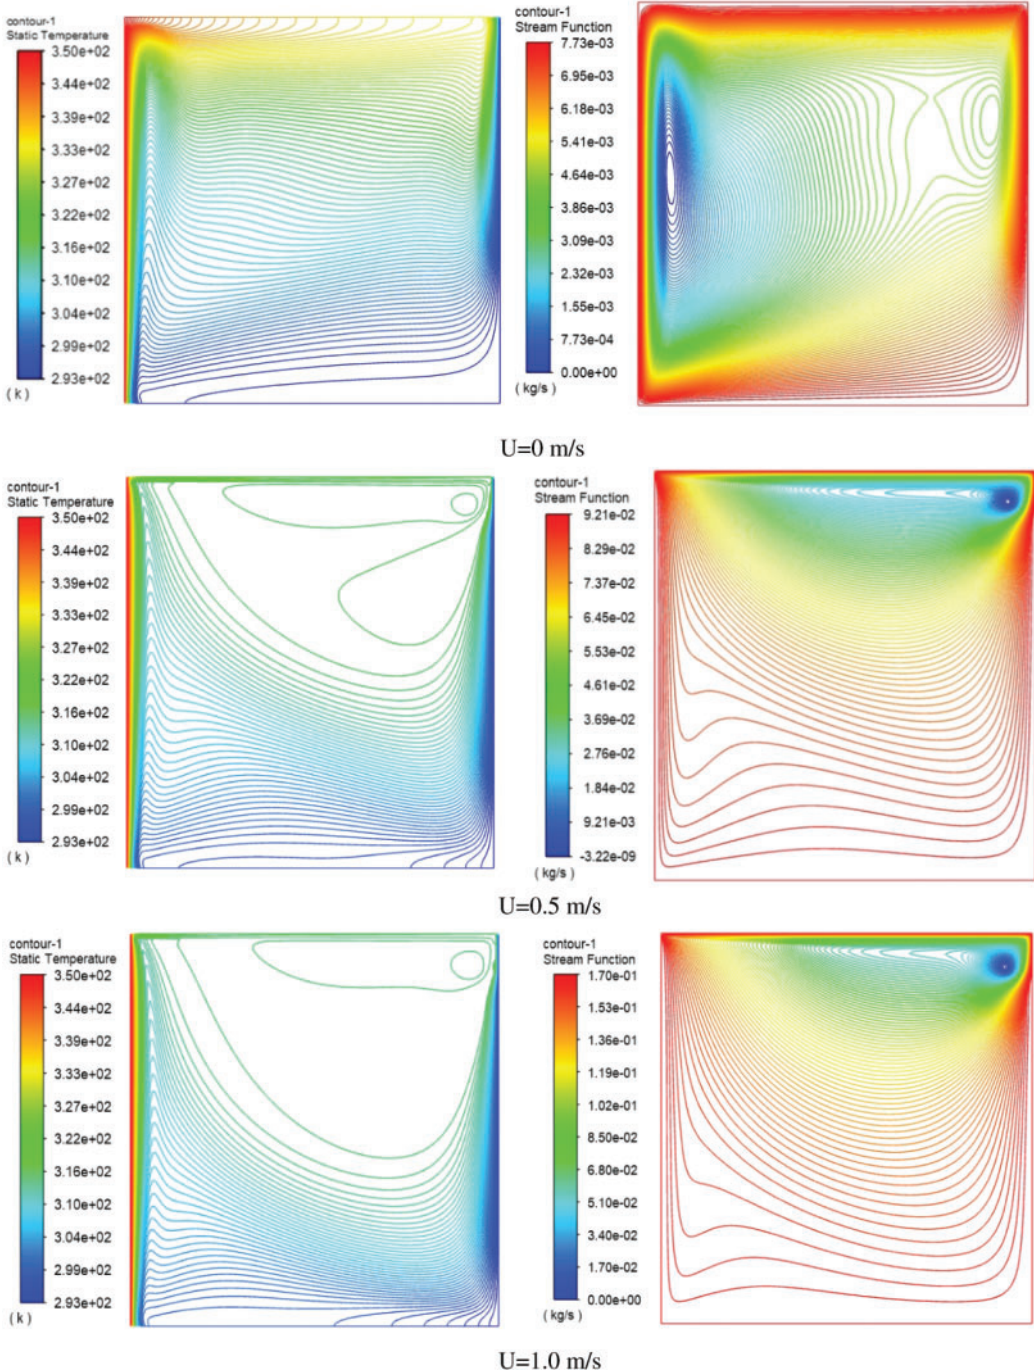 contour-1
Static Temperature
3.50e+02
3.44e+02
3.39e+02
3.33e+02
3.27e+02
3.22e+02
3.16e+02
3.10e+02
3.04e+02
2.99e+02
2.93e+02
( k )
contour-1
Stream Function
7.73e-03
6.95e-03
6.18e-03
5.41e-03
4.64e-03
3.86e-03
3.09e-03
2.32e-03
1.55e-03
7.73e-04
0.00e+00
(kg/s )
U=0 m/s
contour-1
Static Temperature
3.50e+02
3.44e+02
3.39e+02
3.33e+02
3.27e+02
3.22e+02
3.16e+02
3.10e+02
3.04e+02
2.99e+02
2.93e+02
( k )
contour-1
Stream Function
9.21e-02
8.29e-02
7.37e-02
6.45e-02
5.53e-02
4.61e-02
3.69e-02
2.76e-02
1.84e-02
9.21e-03
-3.22e-09
(kg/s )
U=0.5 m/s
contour-1
Static Temperature
3.50e+02
3.44e+02
3.39e+02
3.33e+02
3.27e+02
3.22e+02
3.16e+02
3.10e+02
3.04e+02
2.99e+02
2.93e+02
( k )
contour-1
Stream Function
1.70e-01
1.53e-01
1.36e-01
1.19e-01
1.02e-01
8.50e-02
6.80e-02
5.10e-02
3.40e-02
1.70e-02
0.00e+00
(kg/s )
U=1.0 m/s